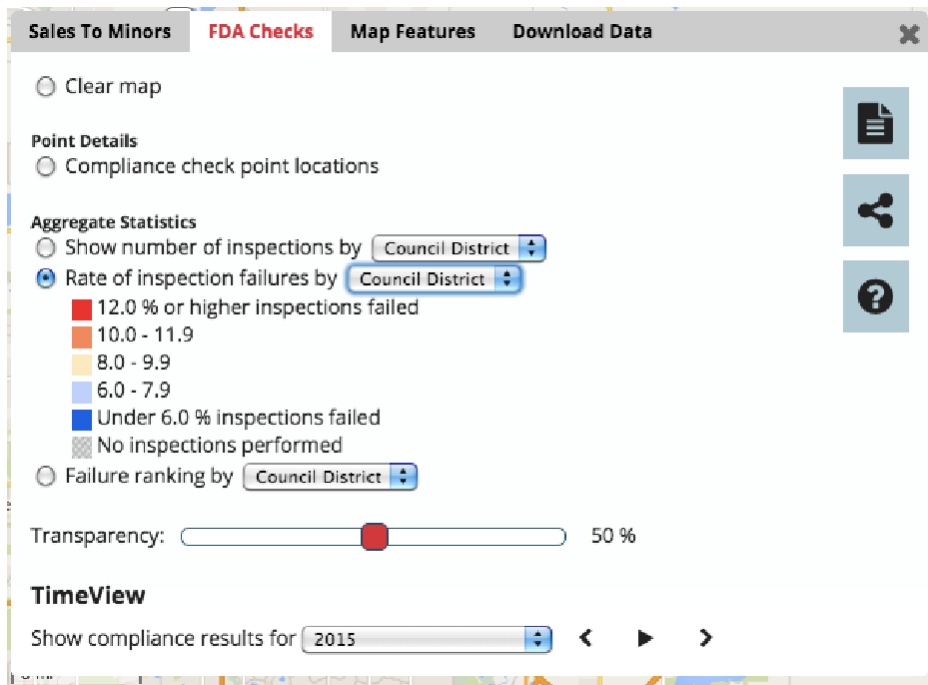 Sales To Minors FDA Checks Map Features Download Data
Clear map
Point Details
Compliance check point locations
Aggregate Statistics
Show number of inspections by Council District
Rate of inspection failures by Council District
12.0 % or higher inspections failed
10.0 - 11.9
8.0 - 9.9
6.0 - 7.9
Under 6.0 % inspections failed
No inspections performed
Failure ranking by Council District
Transparency: 50 %
TimeView
Show compliance results for 2015